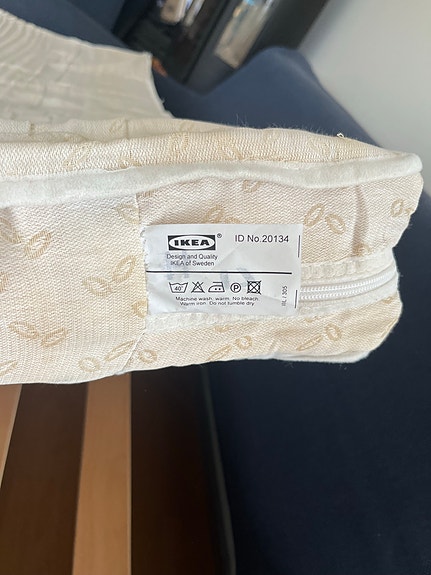 IKEA® ID No.20134
Design and Quality
IKEA of Sweden
40°
P
Machine wash, warm. No bleach.
Warm iron. Do not tumble dry